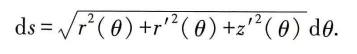 ds = √(r²(θ) + r′²(θ) + z′²(θ)) dθ.